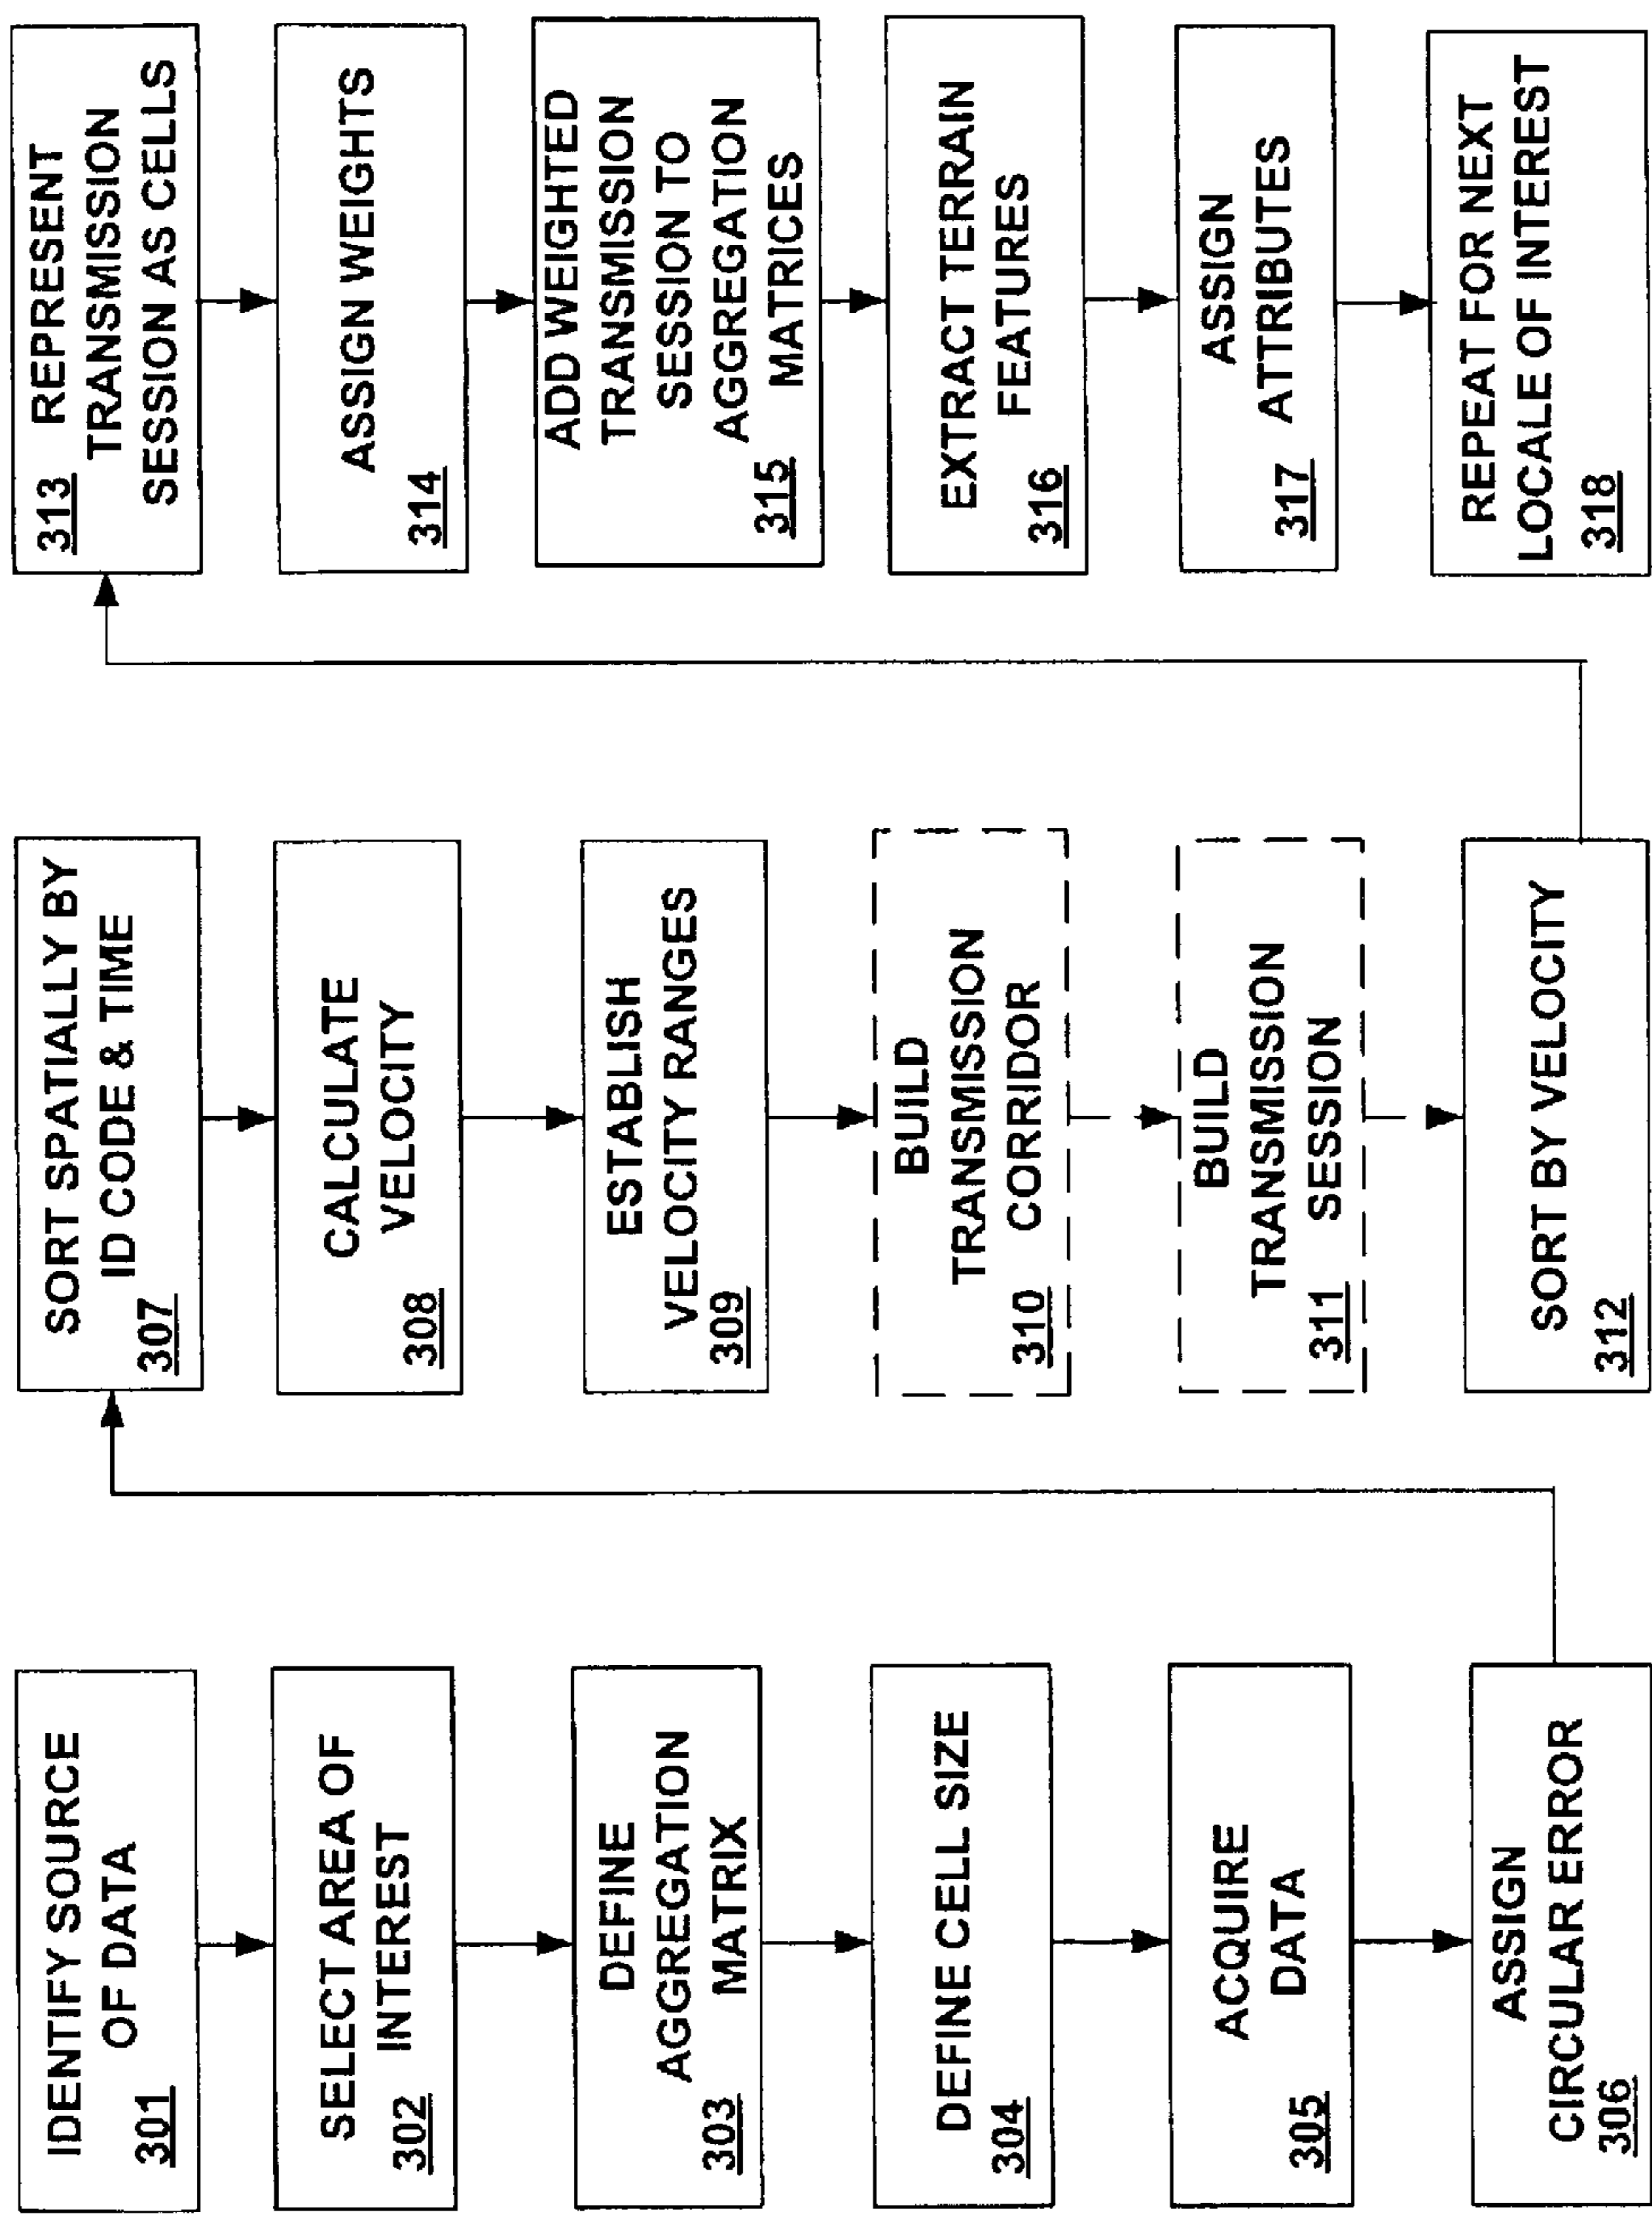 IDENTIFY SOURCE
OF DATA
301
SELECT AREA OF
INTEREST
302
DEFINE
AGGREGATION
MATRIX
303
DEFINE CELL SIZE
304
ACQUIRE
DATA
305
ASSIGN
CIRCULAR ERROR
306
SORT SPATIALLY BY
ID CODE & TIME
307
CALCULATE
VELOCITY
308
ESTABLISH
VELOCITY RANGES
309
BUILD
TRANSMISSION
CORRIDOR
310
BUILD
TRANSMISSION
SESSION
311
SORT BY VELOCITY
312
313 REPRESENT
TRANSMISSION
SESSION AS CELLS
ASSIGN WEIGHTS
314
ADD WEIGHTED
TRANSMISSION
SESSION TO
AGGREGATION
MATRICES
315
EXTRACT TERRAIN
FEATURES
316
ASSIGN
ATTRIBUTES
317
REPEAT FOR NEXT
LOCALE OF INTEREST
318